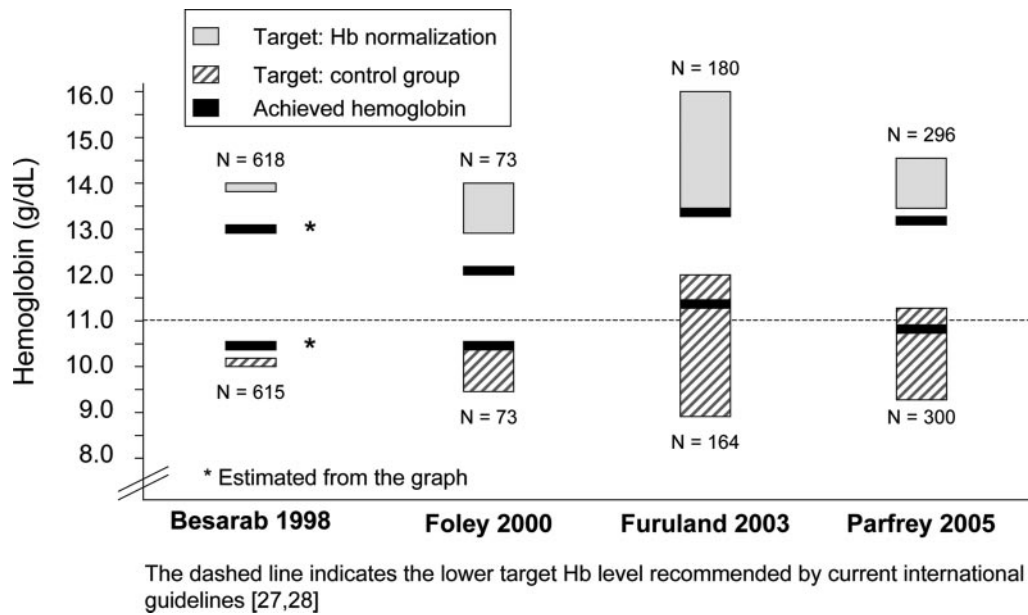 Target: Hb normalization
Target: control group
Achieved hemoglobin
Hemoglobin (g/dL)
16.0
15.0
14.0
13.0
12.0
11.0
10.0
9.0
8.0
N = 618
N = 73
N = 180
N = 296
*
*
N = 615
N = 73
N = 164
N = 300
* Estimated from the graph
Besarab 1998
Foley 2000
Furuland 2003
Parfrey 2005
The dashed line indicates the lower target Hb level recommended by current international
guidelines [27,28]